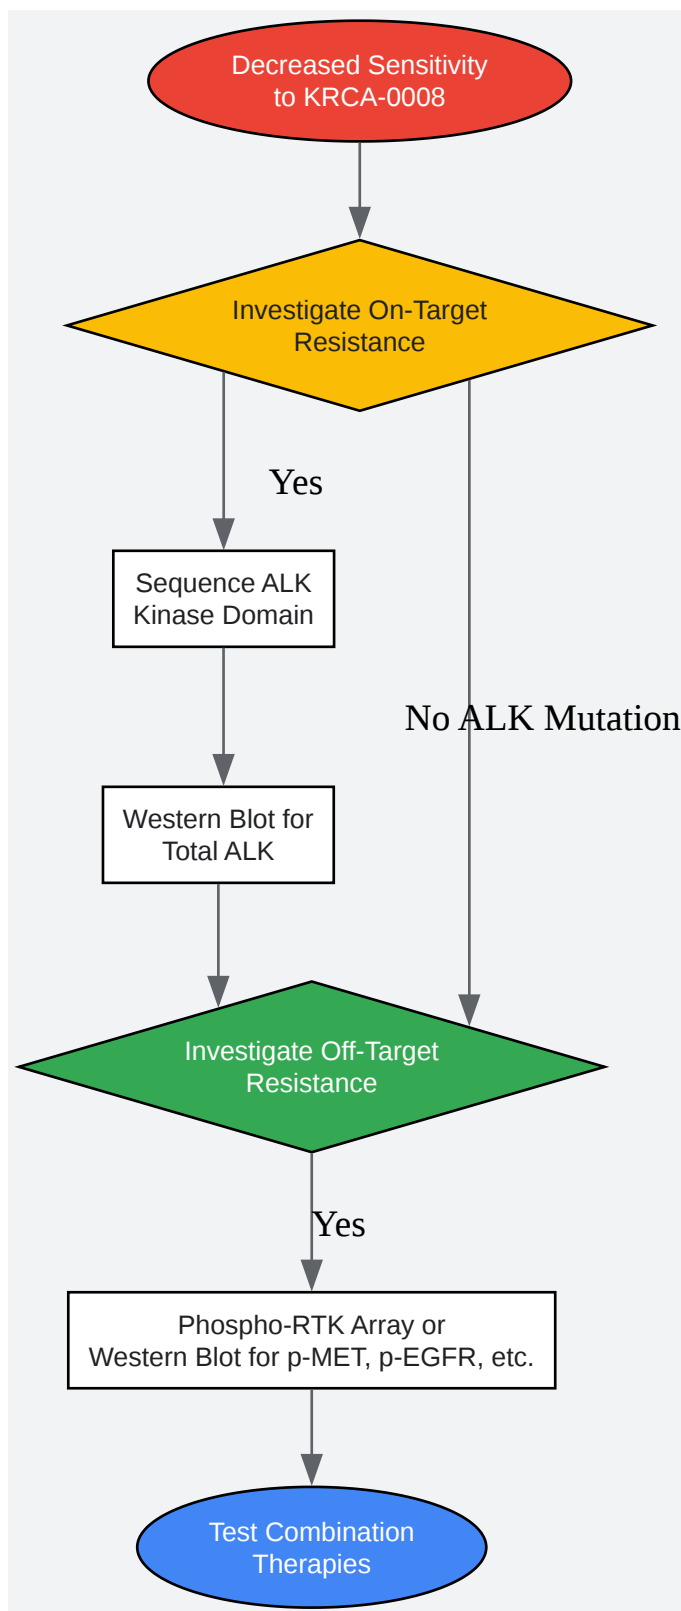 Decreased Sensitivity
to KRCA-0008
Investigate On-Target
Resistance
Yes
Sequence ALK
Kinase Domain
No ALK Mutation
Western Blot for
Total ALK
Investigate Off-Target
Resistance
Yes
Phospho-RTK Array or
Western Blot for p-MET, p-EGFR, etc.
Test Combination
Therapies